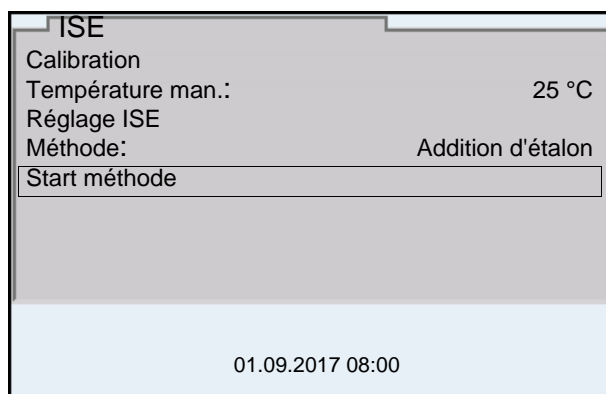 ISE
Calibration
Température man.: 25 °C
Réglage ISE
Méthode: Addition d'étalon
Start méthode
01.09.2017 08:00